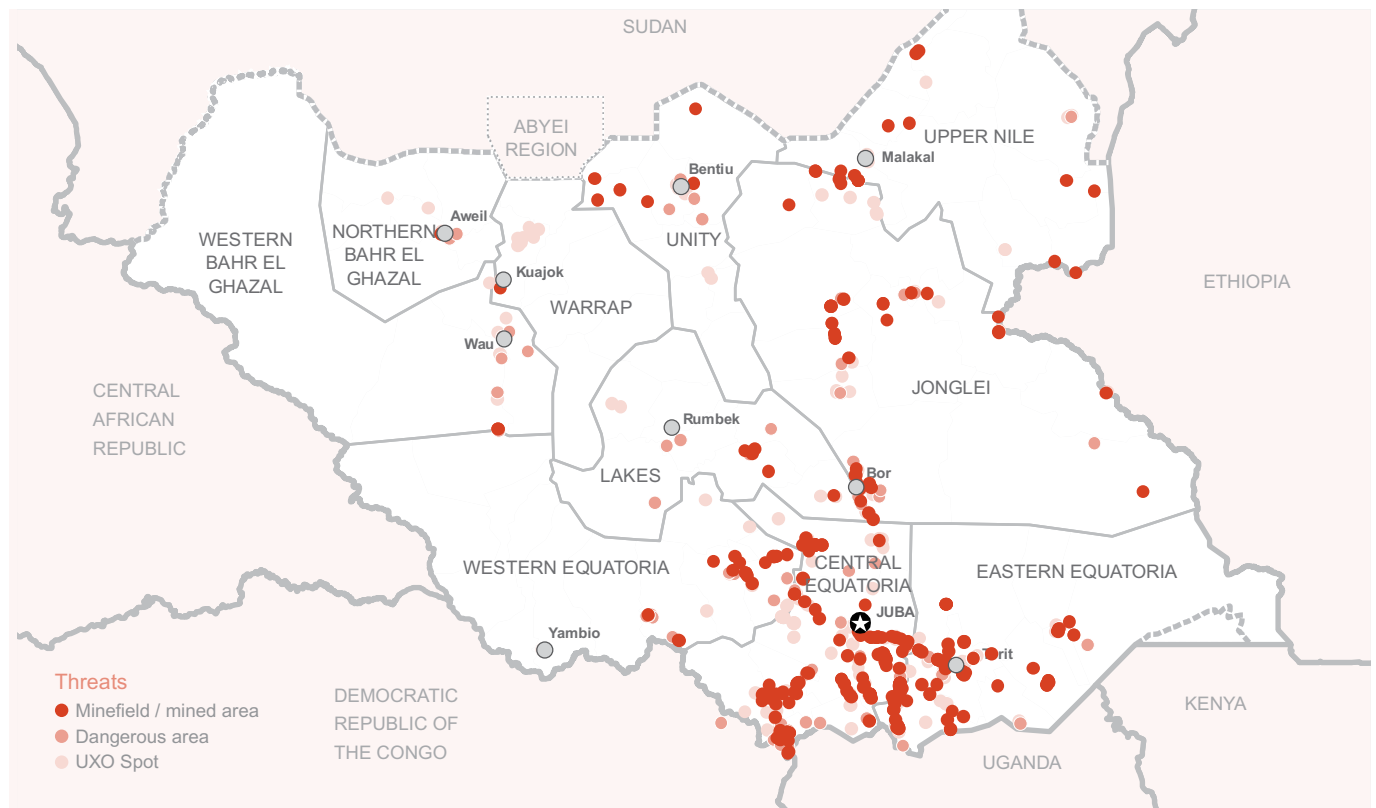 SUDAN
ABYEI
REGION
UPPER NILE
Malakal
Bentiu
Aweil
WESTERN
BAHR EL
GHAZAL
NORTHERN
BAHR EL
GHAZAL
UNITY
Kuajok
WARRAP
ETHIOPIA
Wau
CENTRAL
AFRICAN
REPUBLIC
JONGLEI
Rumbek
LAKES
Bor
WESTERN EQUATORIA
CENTRAL
EQUATORIA
EASTERN EQUATORIA
JUBA
Yambio
Torit
Threats
Minefield / mined area
Dangerous area
UXO Spot
DEMOCRATIC
REPUBLIC OF
THE CONGO
KENYA
UGANDA